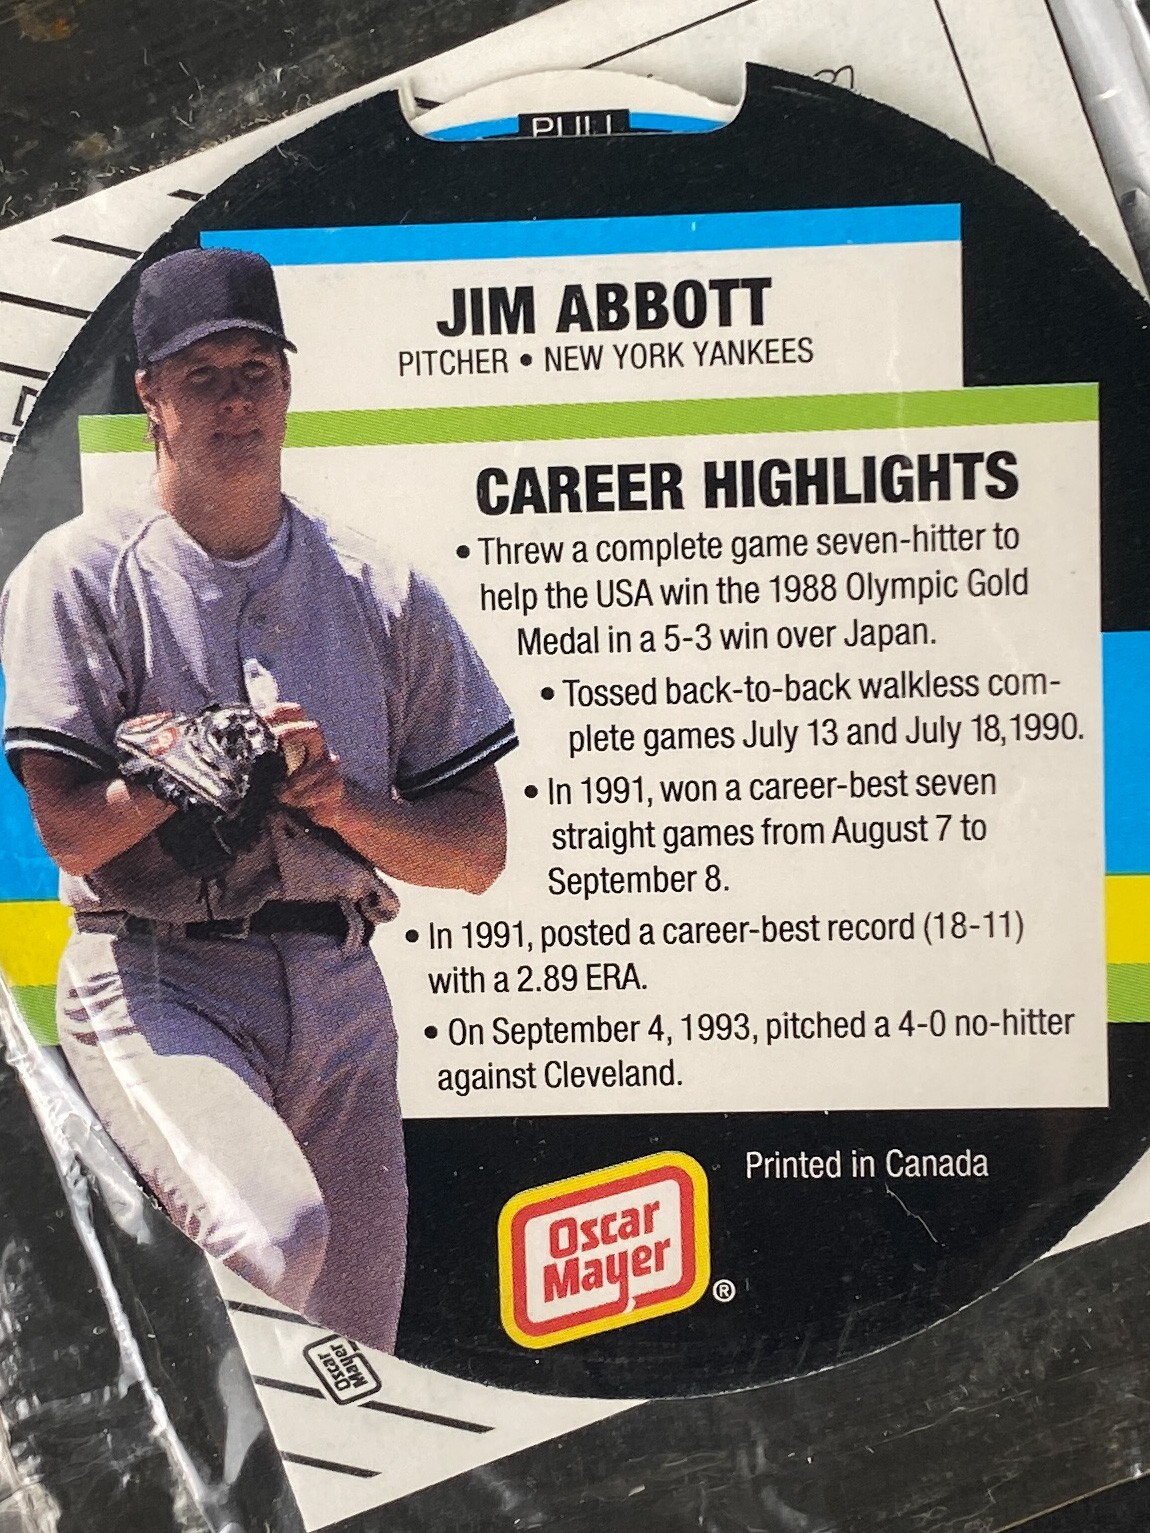 PULL
JIM ABBOTT
PITCHER • NEW YORK YANKEES
CAREER HIGHLIGHTS
• Threw a complete game seven-hitter to
help the USA win the 1988 Olympic Gold
Medal in a 5-3 win over Japan.
• Tossed back-to-back walkless com-
plete games July 13 and July 18,1990.
• In 1991, won a career-best seven
straight games from August 7 to
September 8.
• In 1991, posted a career-best record (18-11)
with a 2.89 ERA.
• On September 4, 1993, pitched a 4-0 no-hitter
against Cleveland.
Printed in Canada
Oscar
Mayer
®
Oscar
Mayer